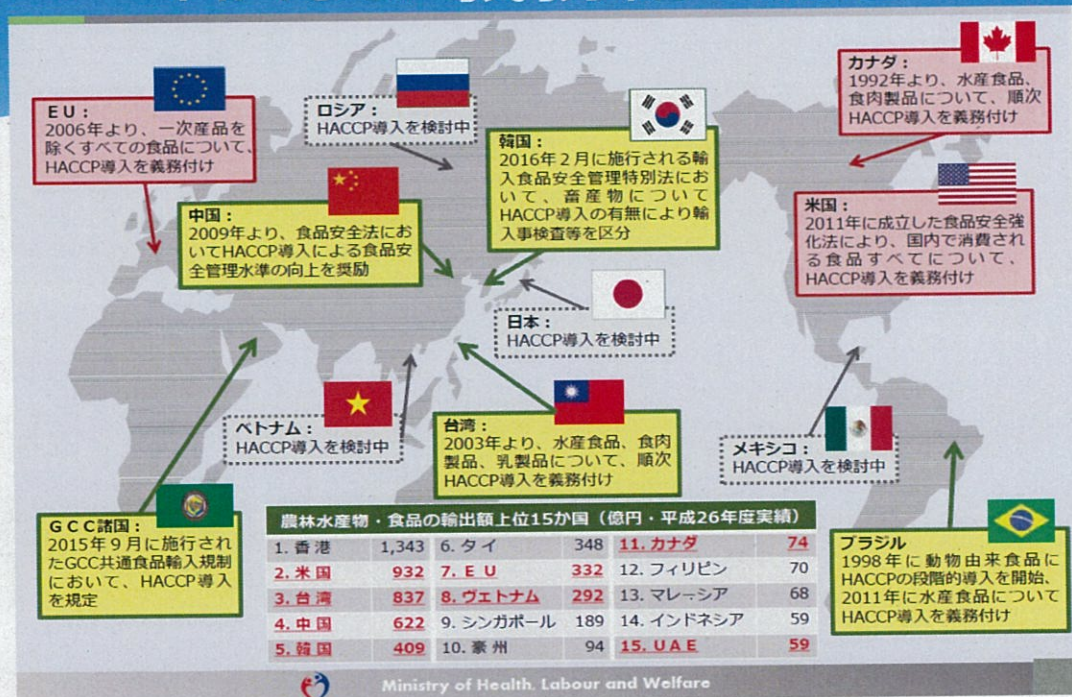 カナダ：
1992年より、水産食品、
食肉製品について、順次
HACCP導入を義務付け
EU：
2006年より、一次産品を
除くすべての食品について、
HACCP導入を義務付け
ロシア：
HACCP導入を検討中
韓国：
2016年２月に施行される輸
入食品安全管理特別法にお
いて、畜産物について
HACCP導入の有無により輸
入事検査等を区分
米国：
2011年に成立した食品安全強
化法により、国内で消費され
る食品すべてについて、
HACCP導入を義務付け
中国：
2009年より、食品安全法にお
いてHACCP導入による食品安
全管理水準の向上を奨励
日本：
HACCP導入を検討中
ベトナム：
HACCP導入を検討中
台湾：
2003年より、水産食品、食肉
製品、乳製品について、順次
HACCP導入を義務付け
メキシコ：
HACCP導入を検討中
GCC諸国：
2015年９月に施行され
たGCC共通食品輸入規制
において、HACCP導入
を規定
ブラジル
1998年に動物由来食品に
HACCPの段階的導入を開始、
2011年に水産食品について
HACCP導入を義務付け
農林水産物・食品の輸出額上位15か国（億円・平成26年度実績）
1. 香港 1,343 6. タイ 348 11. カナダ 74
2. 米国 932 7. ＥＵ 332 12. フィリピン 70
3. 台湾 837 8. ヴェトナム 292 13. マレーシア 68
4. 中国 622 9. シンガポール 189 14. インドネシア 59
5. 韓国 409 10. 豪州 94 15. UAE 59
Ministry of Health, Labour and Welfare